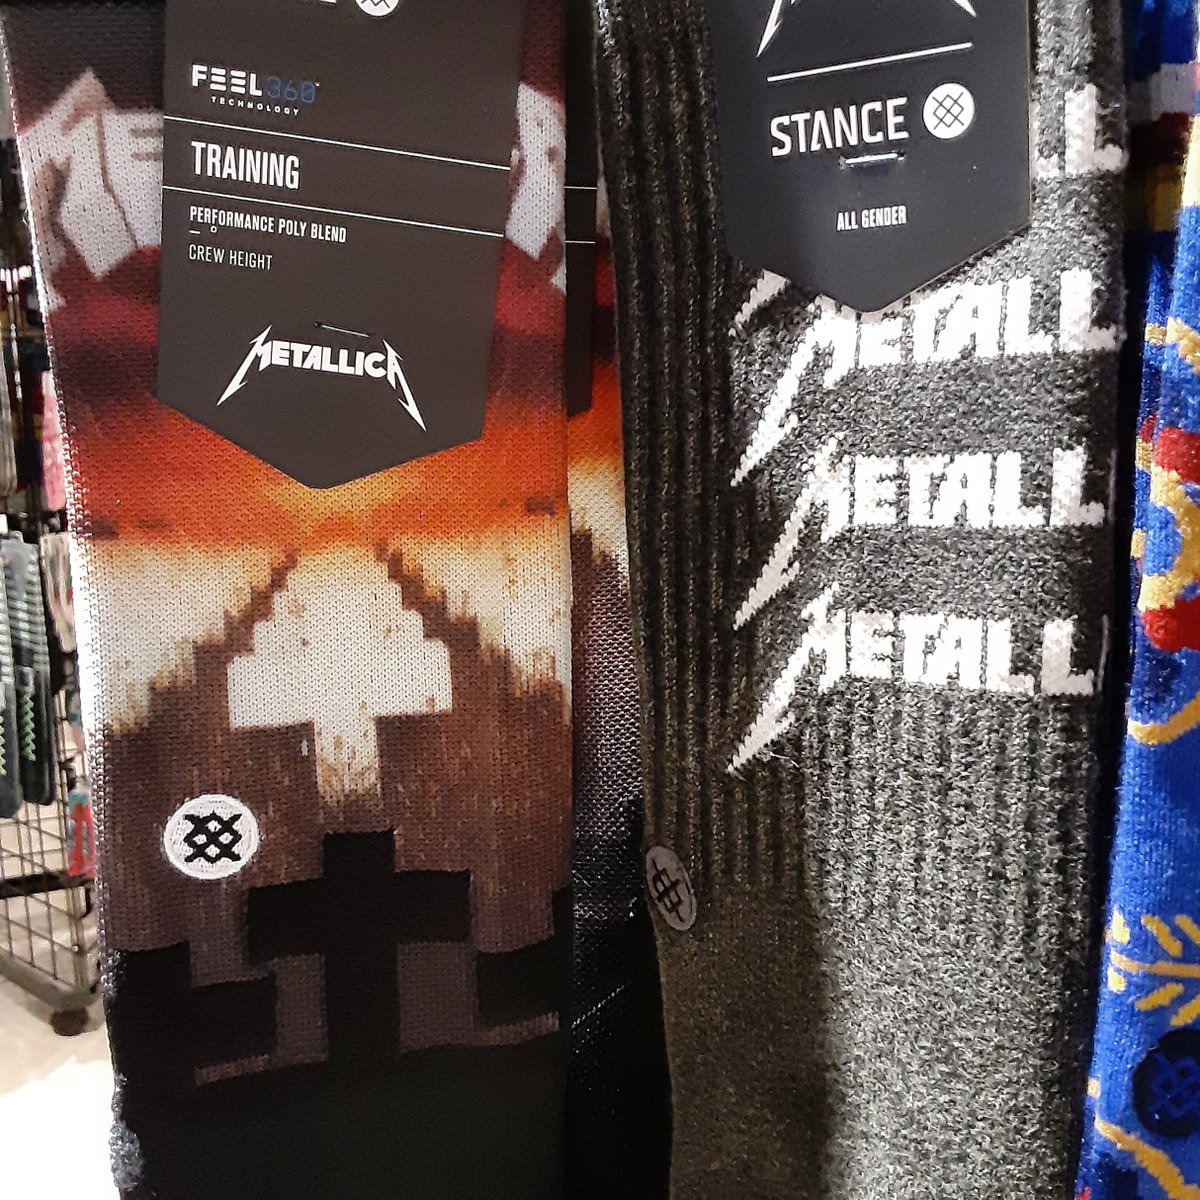 FEEL360
TECHNOLOGY
TRAINING
PERFORMANCE POLY BLEND
CREW HEIGHT
METALLICA
STANCE
ALL GENDER
METALL
METALL
METALL